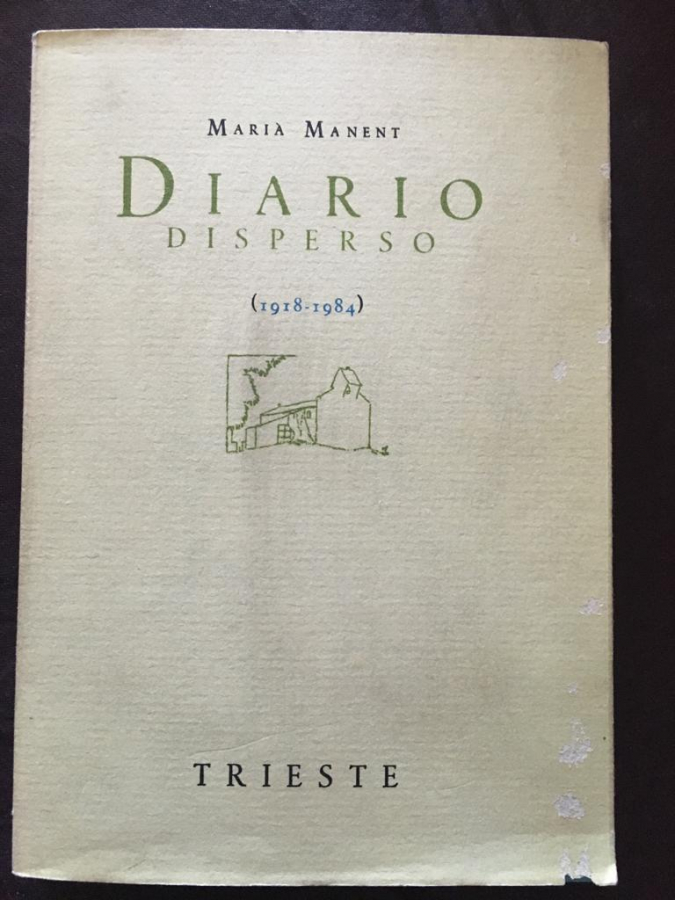 MARIÀ MANENT
DIARIO
DISPERSO
(1918-1984)
TRIESTE